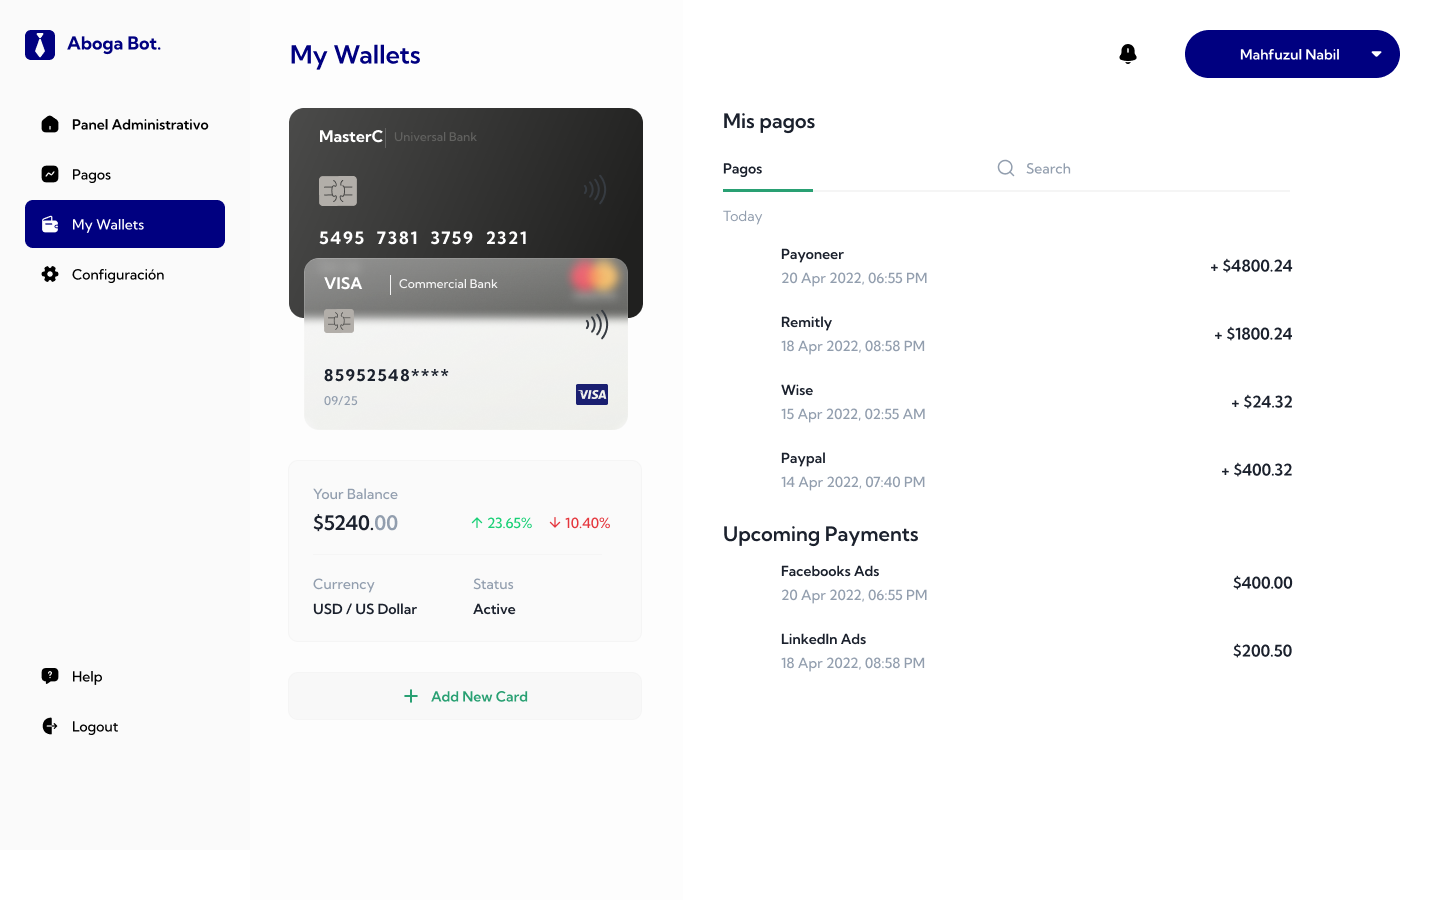 Aboga Bot.
Panel Administrativo
Pagos
My Wallets
Configuración
Help
Logout
My Wallets
Mahfuzul Nabil
MasterC
Universal Bank
5495 7381 3759 2321
VISA
Commercial Bank
85952548****
09/25
VISA
Your Balance
$5240.00
23.65%
10.40%
Currency
Status
USD / US Dollar
Active
Add New Card
Mis pagos
Pagos
Search
Today
Payoneer
20 Apr 2022, 06:55 PM
+ $4800.24
Remitly
18 Apr 2022, 08:58 PM
+ $1800.24
Wise
15 Apr 2022, 02:55 AM
+ $24.32
Paypal
14 Apr 2022, 07:40 PM
+ $400.32
Upcoming Payments
Facebooks Ads
20 Apr 2022, 06:55 PM
$400.00
LinkedIn Ads
18 Apr 2022, 08:58 PM
$200.50